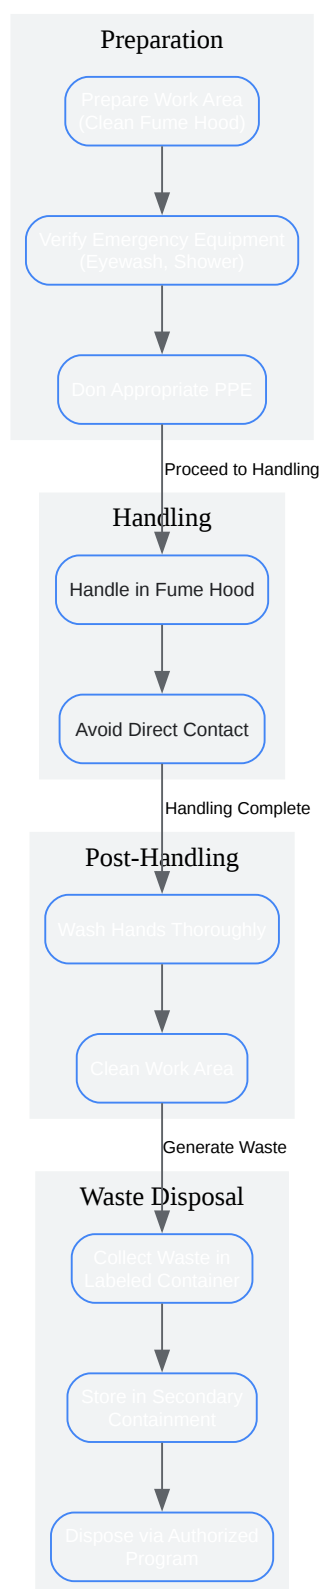 Preparation
Prepare Work Area
(Clean Fume Hood)
Verify Emergency Equipment
(Eyewash, Shower)
Don Appropriate PPE
Proceed to Handling
Handling
Handle in Fume Hood
Avoid Direct Contact
Handling Complete
Post-Handling
Wash Hands Thoroughly
Clean Work Area
Generate Waste
Waste Disposal
Collect Waste in
Labeled Container
Store in Secondary
Containment
Dispose via Authorized
Program